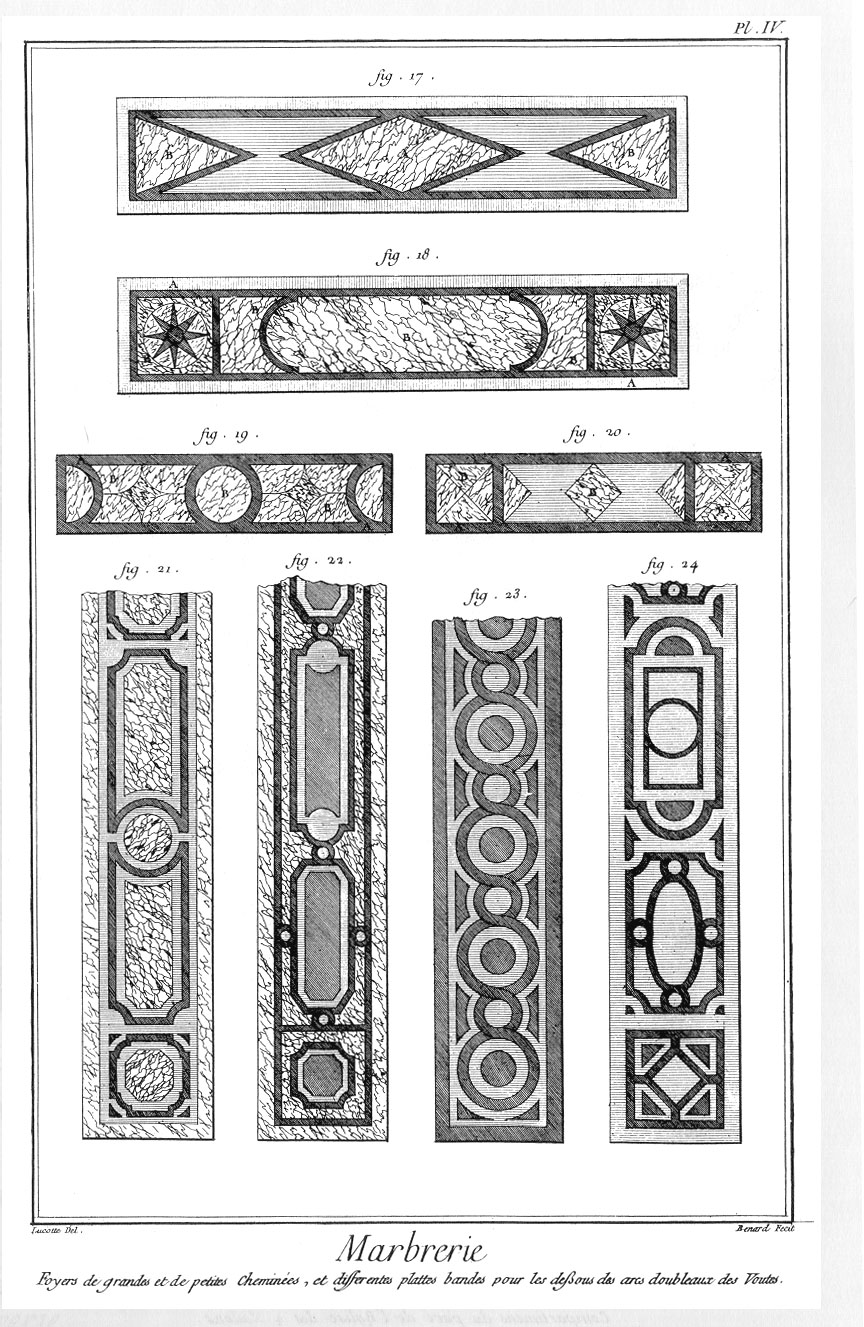 Pl. IV.
fig. 17.
B A B
fig. 18.
A
B B B B
A
fig. 19. fig. 20.
A B B B A
A B B B A
fig. 21. fig. 22. fig. 23. fig. 24
Lucotte Del. Benard Fecit
Marbrerie
Foyers de grandes et de petites Cheminées, et differentes plattes bandes pour les deßous des arcs doubleaux des Voutes.